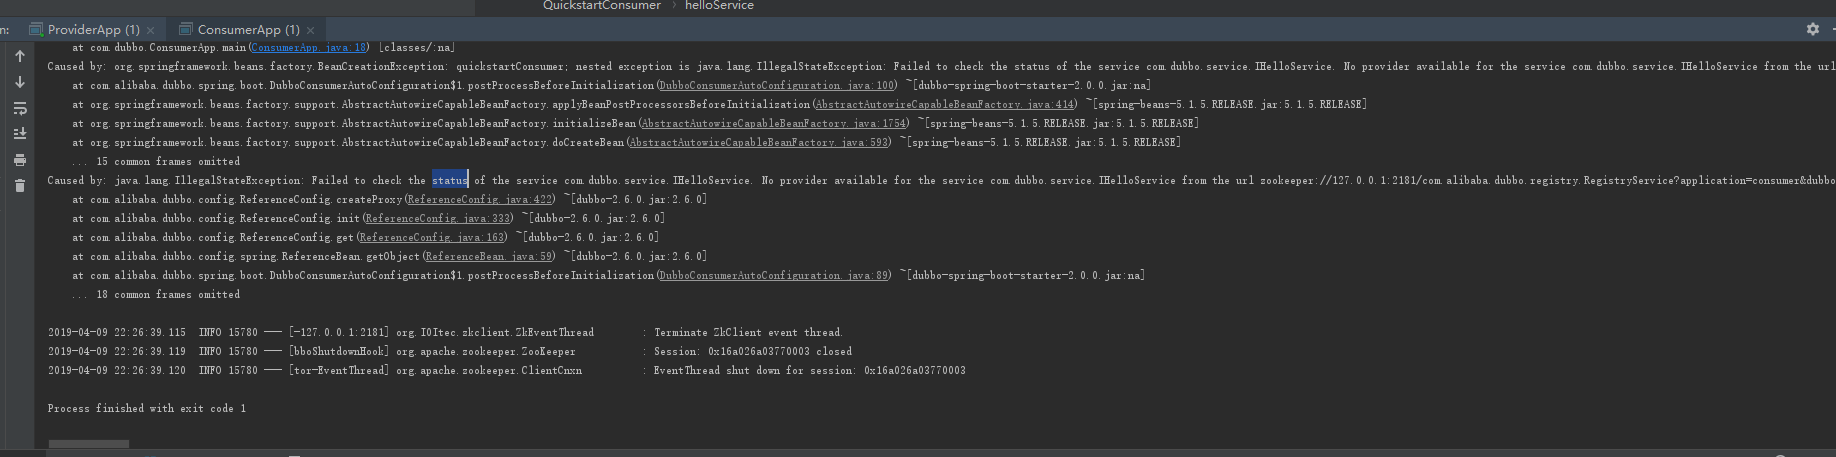 QuickstartConsumer › helloService
n: ProviderApp (1) × ConsumerApp (1) ×
at com.dubbo.ConsumerApp.main(ConsumerApp.java:18) [classes/:na]
Caused by: org.springframework.beans.factory.BeanCreationException: quickstartConsumer; nested exception is java.lang.IllegalStateException: Failed to check the status of the service com.dubbo.service.IHelloService. No provider available for the service com.dubbo.service.IHelloService from the url
at com.alibaba.dubbo.spring.boot.DubboConsumerAutoConfiguration$1.postProcessBeforeInitialization(DubboConsumerAutoConfiguration.java:100) ~[dubbo-spring-boot-starter-2.0.0.jar:na]
at org.springframework.beans.factory.support.AbstractAutowireCapableBeanFactory.applyBeanPostProcessorsBeforeInitialization(AbstractAutowireCapableBeanFactory.java:414) ~[spring-beans-5.1.5.RELEASE.jar:5.1.5.RELEASE]
at org.springframework.beans.factory.support.AbstractAutowireCapableBeanFactory.initializeBean(AbstractAutowireCapableBeanFactory.java:1754) ~[spring-beans-5.1.5.RELEASE.jar:5.1.5.RELEASE]
at org.springframework.beans.factory.support.AbstractAutowireCapableBeanFactory.doCreateBean(AbstractAutowireCapableBeanFactory.java:593) ~[spring-beans-5.1.5.RELEASE.jar:5.1.5.RELEASE]
... 15 common frames omitted
Caused by: java.lang.IllegalStateException: Failed to check the status of the service com.dubbo.service.IHelloService. No provider available for the service com.dubbo.service.IHelloService from the url zookeeper://127.0.0.1:2181/com.alibaba.dubbo.registry.RegistryService?application=consumer&dubbo
at com.alibaba.dubbo.config.ReferenceConfig.createProxy(ReferenceConfig.java:422) ~[dubbo-2.6.0.jar:2.6.0]
at com.alibaba.dubbo.config.ReferenceConfig.init(ReferenceConfig.java:333) ~[dubbo-2.6.0.jar:2.6.0]
at com.alibaba.dubbo.config.ReferenceConfig.get(ReferenceConfig.java:163) ~[dubbo-2.6.0.jar:2.6.0]
at com.alibaba.dubbo.config.spring.ReferenceBean.getObject(ReferenceBean.java:59) ~[dubbo-2.6.0.jar:2.6.0]
at com.alibaba.dubbo.spring.boot.DubboConsumerAutoConfiguration$1.postProcessBeforeInitialization(DubboConsumerAutoConfiguration.java:89) ~[dubbo-spring-boot-starter-2.0.0.jar:na]
... 18 common frames omitted
2019-04-09 22:26:39.115  INFO 15780 --- [-127.0.0.1:2181] org.I0Itec.zkclient.ZkEventThread        : Terminate ZkClient event thread.
2019-04-09 22:26:39.119  INFO 15780 --- [bboShutdownHook] org.apache.zookeeper.ZooKeeper           : Session: 0x16a026a03770003 closed
2019-04-09 22:26:39.120  INFO 15780 --- [tor-EventThread] org.apache.zookeeper.ClientCnxn          : EventThread shut down for session: 0x16a026a03770003
Process finished with exit code 1